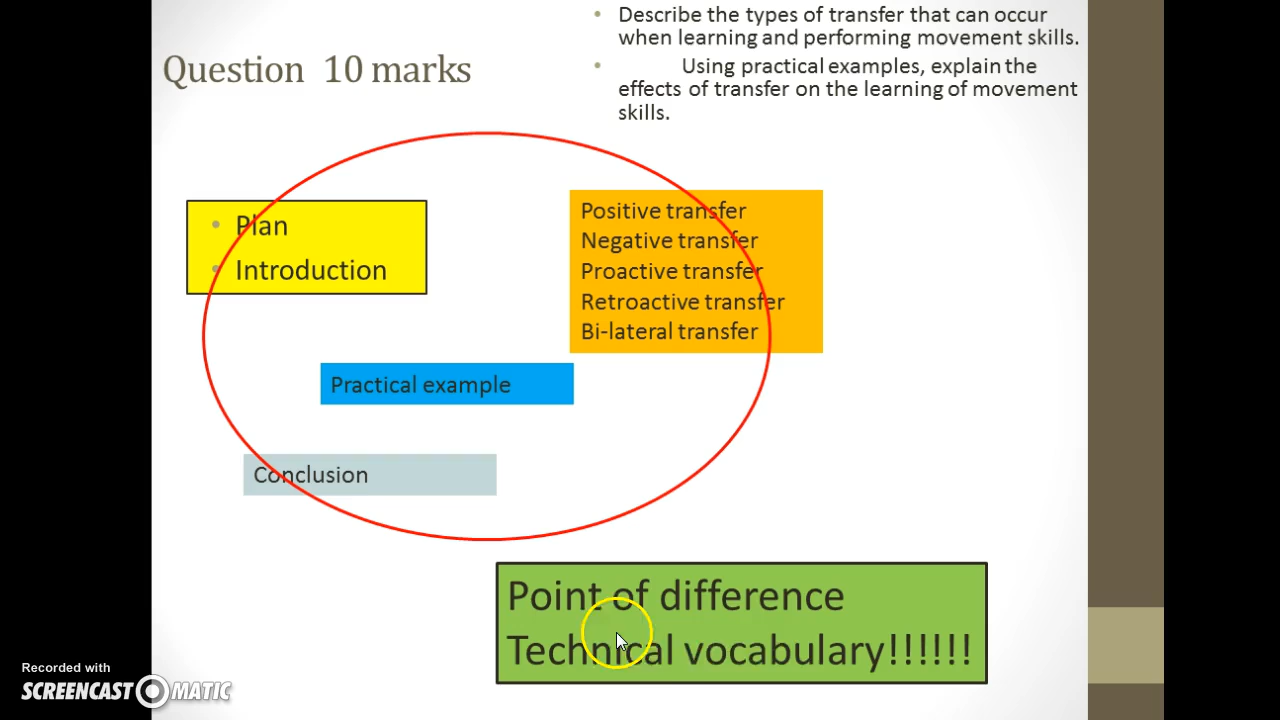 Question 10 marks
• Describe the types of transfer that can occur
when learning and performing movement skills.
• Using practical examples, explain the
effects of transfer on the learning of movement
skills.
• Plan
• Introduction
Positive transfer
Negative transfer
Proactive transfer
Retroactive transfer
Bi-lateral transfer
Practical example
Conclusion
Point of difference
Technical vocabulary!!!!!!
Recorded with
SCREENCAST MATIC